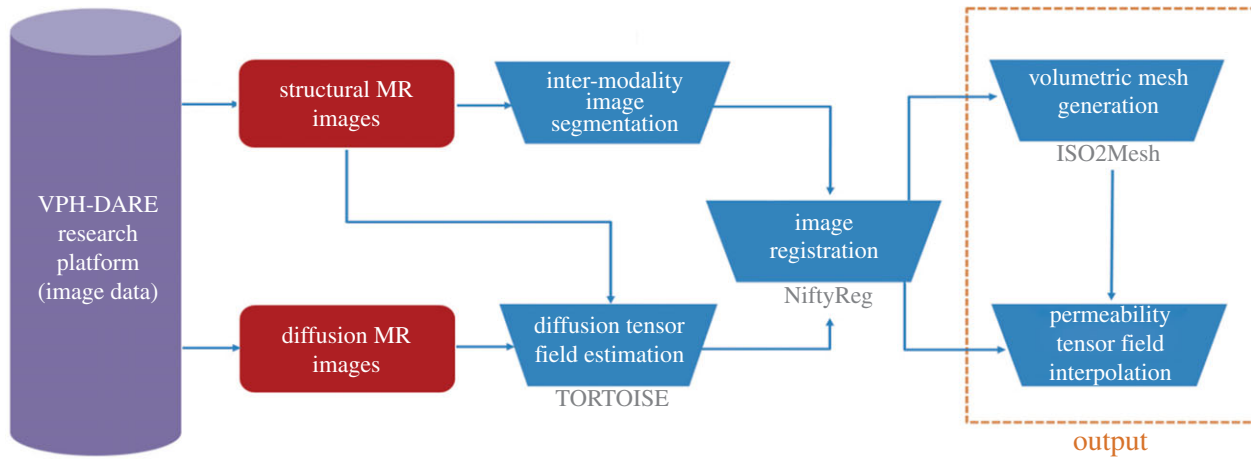 VPH-DARE
research
platform
(image data)
structural MR
images
diffusion MR
images
inter-modality
image
segmentation
diffusion tensor
field estimation
TORTOISE
image
registration
NiftyReg
volumetric mesh
generation
ISO2Mesh
permeability
tensor field
interpolation
output